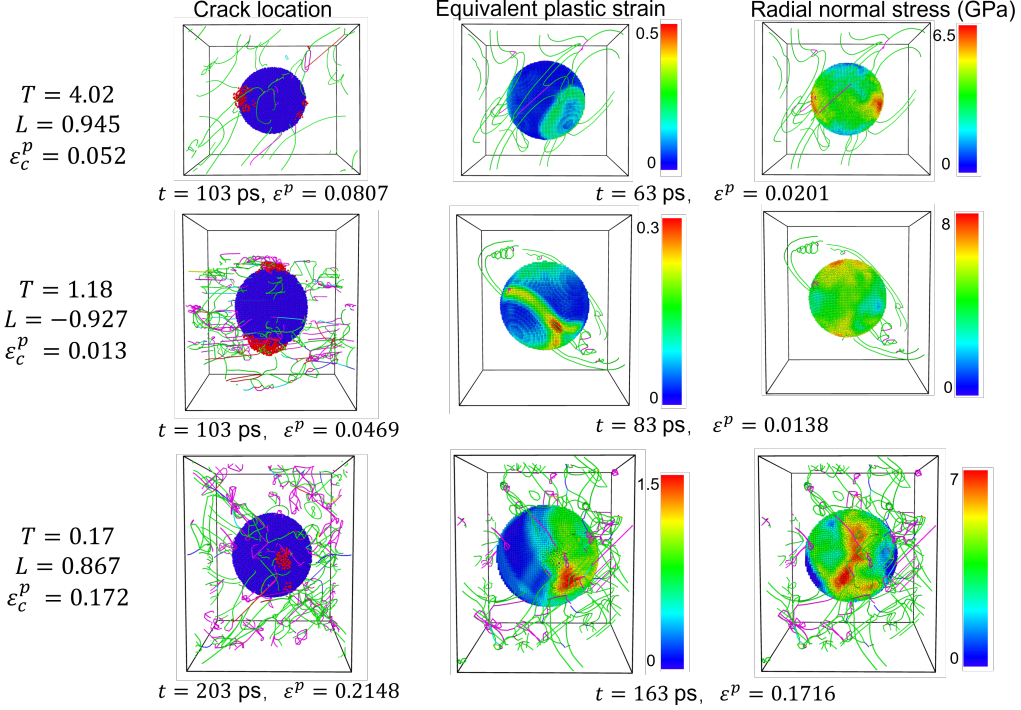 Crack location
Equivalent plastic strain
Radial normal stress (GPa)
T = 4.02
L = 0.945
ε_c^p = 0.052
0.5
0
6.5
0
t = 103 ps, ε^p = 0.0807
t = 63 ps, ε^p = 0.0201
T = 1.18
L = −0.927
ε_c^p = 0.013
0.3
0
8
0
t = 103 ps, ε^p = 0.0469
t = 83 ps, ε^p = 0.0138
T = 0.17
L = 0.867
ε_c^p = 0.172
1.5
0
7
0
t = 203 ps, ε^p = 0.2148
t = 163 ps, ε^p = 0.1716